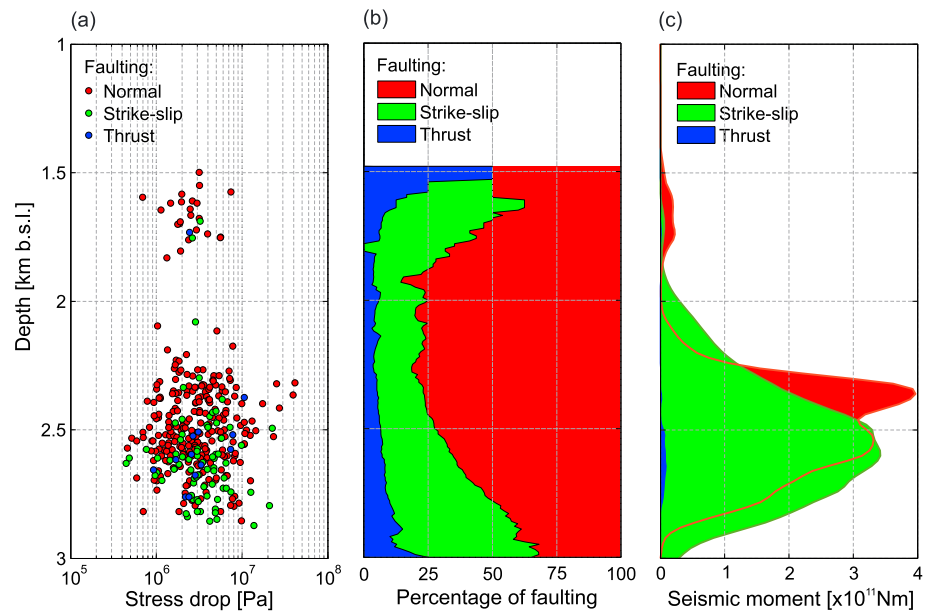 (a)
(b)
(c)
1
1.5
2
2.5
3
Depth [km b.s.l.]
Faulting:
Normal
Strike-slip
Thrust
10^5
10^6
10^7
10^8
Stress drop [Pa]
Faulting:
Normal
Strike-slip
Thrust
0
25
50
75
100
Percentage of faulting
Faulting:
Normal
Strike-slip
Thrust
0
1
2
3
4
Seismic moment [x10^11Nm]